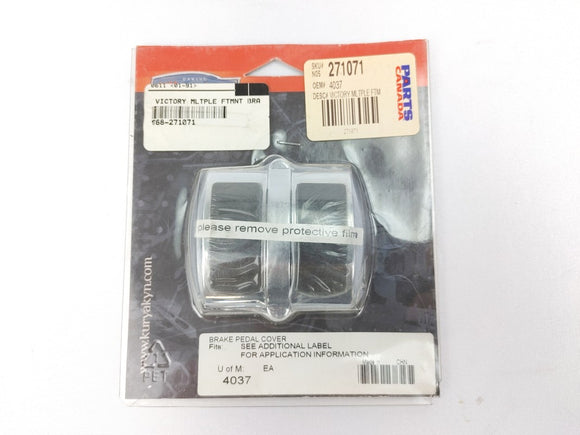 0611 <01-01>
VICTORY MLTPLE FTMNT BRA
668-271071
SKU# 271071
NDS
OEM# 4037
DESC# VICTORY MLTPLE FTM
271071
PARTS
CANADA
please remove protective film
www.kuryakyn.com
PET
BRAKE PEDAL COVER
Fits: SEE ADDITIONAL LABEL
FOR APPLICATION INFORMATION
U of M: EA
4037
CHN